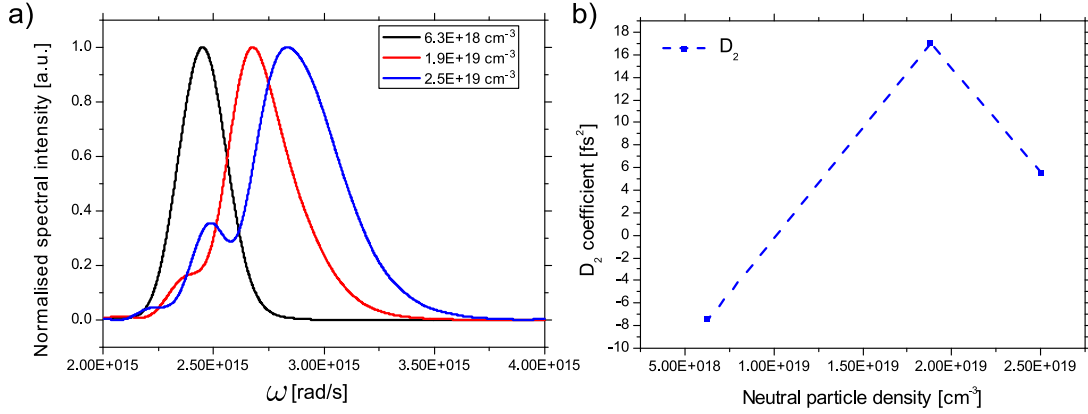 a)
Normalised spectral intensity [a.u.]
1.0
0.8
0.6
0.4
0.2
0.0
6.3E+18 cm⁻³
1.9E+19 cm⁻³
2.5E+19 cm⁻³
2.00E+015 2.50E+015 3.00E+015 3.50E+015 4.00E+015
ω [rad/s]
b)
D₂ coefficient [fs²]
18
16
14
12
10
8
6
4
2
0
-2
-4
-6
-8
-10
D₂
5.00E+018 1.00E+019 1.50E+019 2.00E+019 2.50E+019
Neutral particle density [cm⁻³]